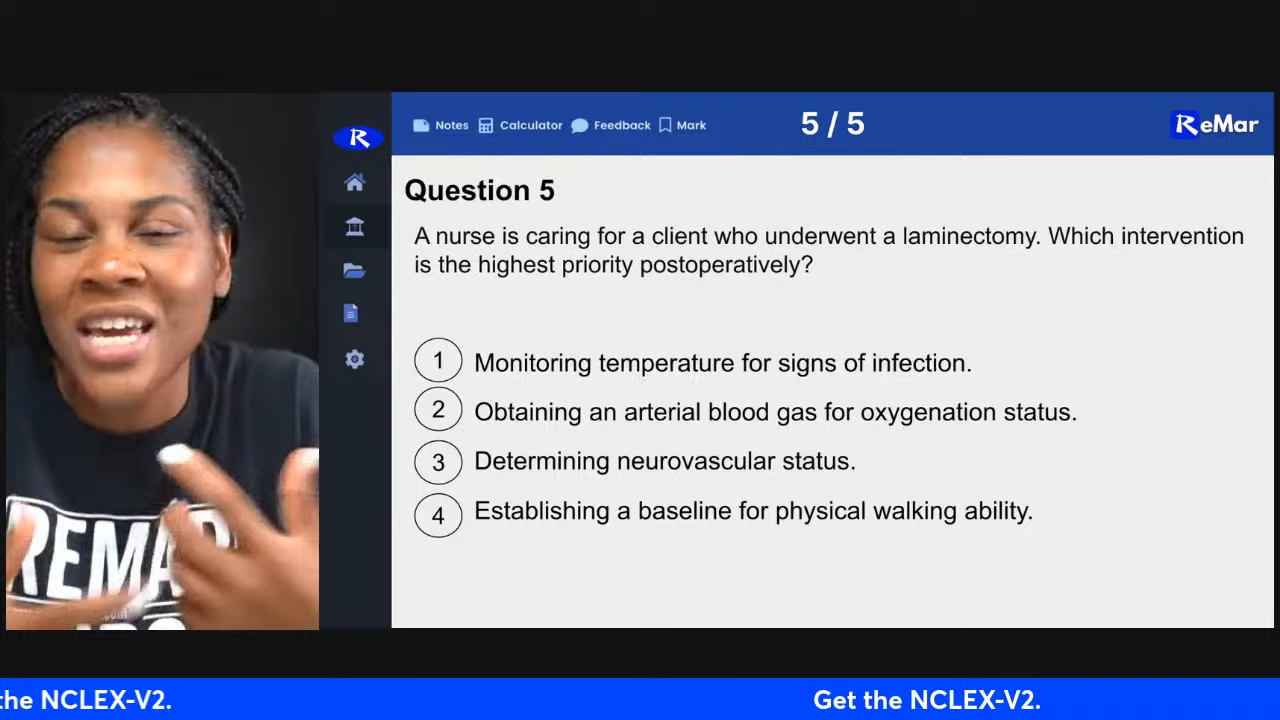 Notes Calculator Feedback Mark 5 / 5 ReMar
R
Question 5
A nurse is caring for a client who underwent a laminectomy. Which intervention
is the highest priority postoperatively?
1 Monitoring temperature for signs of infection.
2 Obtaining an arterial blood gas for oxygenation status.
3 Determining neurovascular status.
4 Establishing a baseline for physical walking ability.
REMAR
the NCLEX-V2. Get the NCLEX-V2.